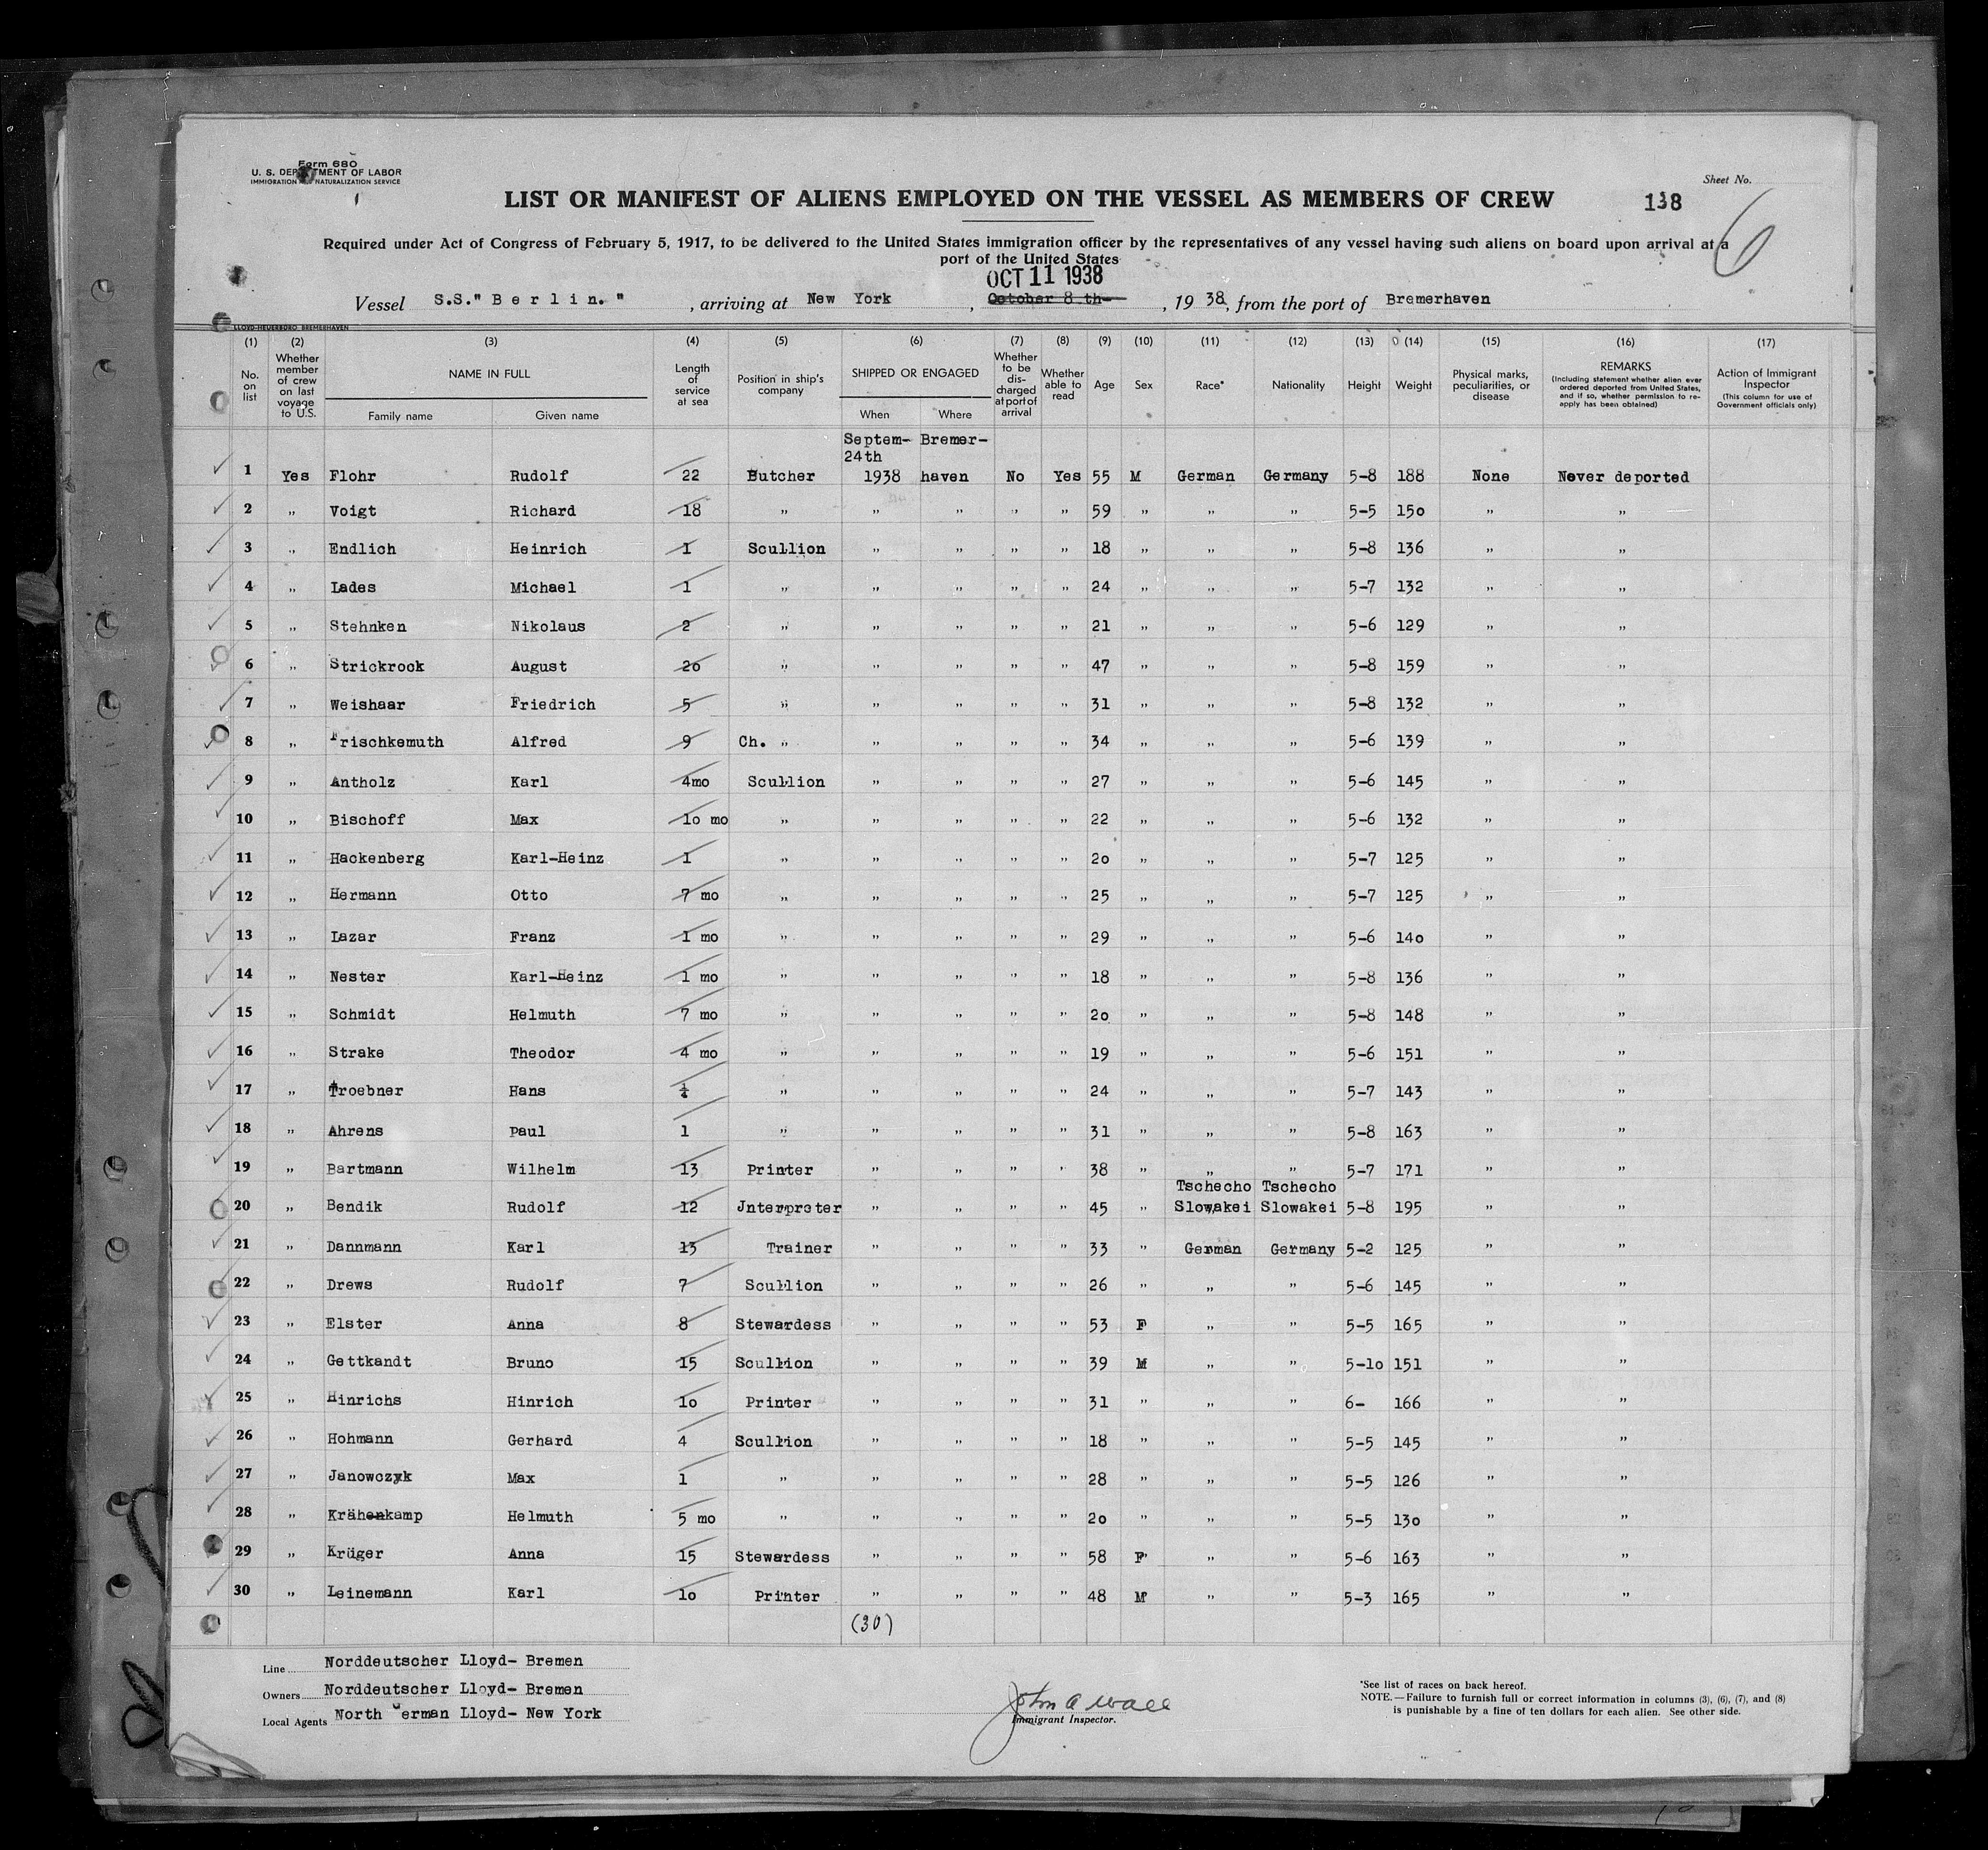 Form 680
U. S. DEPARTMENT OF LABOR
IMMIGRATION NATURALIZATION SERVICE
Sheet No.
LIST OR MANIFEST OF ALIENS EMPLOYED ON THE VESSEL AS MEMBERS OF CREW 138
6
Required under Act of Congress of February 5, 1917, to be delivered to the United States immigration officer by the representatives of any vessel having such aliens on board upon arrival at a
port of the United States
OCT 11 1938
Vessel S.S." B e r l i n. " , arriving at New York , October 8 th- , 19 38, from the port of Bremerhaven
LLOYD-HEUERBÜRO BREMERHAVEN
(1) (2) (3) (4) (5) (6) (7) (8) (9) (10) (11) (12) (13) (14) (15) (16) (17)
No. on list Whether member of crew on last voyage to U.S. NAME IN FULL Family name Given name Length of service at sea Position in ship's company SHIPPED OR ENGAGED When Where Whether to be discharged at port of arrival Whether able to read Age Sex Race* Nationality Height Weight Physical marks, peculiarities, or disease REMARKS (Including statement whether alien ever ordered deported from United States, and if so, whether permission to reapply has been obtained) Action of Immigrant Inspector (This column for use of Government officials only)
Septem- Bremer-
24th
1 Yes Flohr Rudolf 22 Butcher 1938 haven No Yes 55 M German Germany 5-8 188 None Never deported
2 " Voigt Richard 18 " " " " " 59 " " " 5-5 15o " "
3 " Endlich Heinrich 1 Scullion " " " " 18 " " " 5-8 136 " "
4 " Lades Michael 1 " " " " " 24 " " " 5-7 132 " "
5 " Stehnken Nikolaus 2 " " " " " 21 " " " 5-6 129 " "
6 " Strickrock August 2o " " " " " 47 " " " 5-8 159 " "
7 " Weishaar Friedrich 5 " " " " " 31 " " " 5-8 132 " "
8 " Frischkemuth Alfred 9 Ch. " " " " " 34 " " " 5-6 139 " "
9 " Antholz Karl 4mo Scullion " " " " 27 " " " 5-6 145 " "
10 " Bischoff Max 1o mo " " " " " 22 " " " 5-6 132 " "
11 " Hackenberg Karl-Heinz 1 " " " " " 2o " " " 5-7 125 " "
12 " Hermann Otto 7 mo " " " " " 25 " " " 5-7 125 " "
13 " Lazar Franz 1 mo " " " " " 29 " " " 5-6 14o " "
14 " Nester Karl-Heinz 1 mo " " " " " 18 " " " 5-8 136 " "
15 " Schmidt Helmuth 7 mo " " " " " 2o " " " 5-8 148 " "
16 " Strake Theodor 4 mo " " " " " 19 " " " 5-6 151 " "
17 " Troebner Hans " " " " " 24 " " " 5-7 143 " "
18 " Ahrens Paul 1 " " " " " 31 " " " 5-8 163 " "
19 " Bartmann Wilhelm 13 Printer " " " " 38 " " " 5-7 171 " "
Tschecho Tschecho
20 " Bendik Rudolf 12 Jnterpreter " " " " 45 " Slowakei Slowakei 5-8 195 " "
21 " Dannmann Karl 13 Trainer " " " " 33 " German Germany 5-2 125 " "
22 " Drews Rudolf 7 Scullion " " " " 26 " " " 5-6 145 " "
23 " Elster Anna 8 Stewardess " " " " 53 F " " 5-5 165 " "
24 " Gettkandt Bruno 15 Scullion " " " " 39 M " " 5-1o 151 " "
25 " Hinrichs Hinrich 1o Printer " " " " 31 " " " 6- 166 " "
26 " Hohmann Gerhard 4 Scullion " " " " 18 " " " 5-5 145 " "
27 " Janowczyk Max 1 " " " " " 28 " " " 5-5 126 " "
28 " Krähenkamp Helmuth 5 mo " " " " " 2o " " " 5-5 13o " "
29 " Krüger Anna 15 Stewardess " " " " 58 F " " 5-6 163 " "
30 " Leinemann Karl 1o Printer " " " " 48 M " " 5-3 165 " "
(30)
Line Norddeutscher Lloyd- Bremen
Owners Norddeutscher Lloyd- Bremen
Local Agents North German Lloyd- New York
John A Wall
Immigrant Inspector.
*See list of races on back hereof.
NOTE.—Failure to furnish full or correct information in columns (3), (6), (7), and (8)
is punishable by a fine of ten dollars for each alien. See other side.